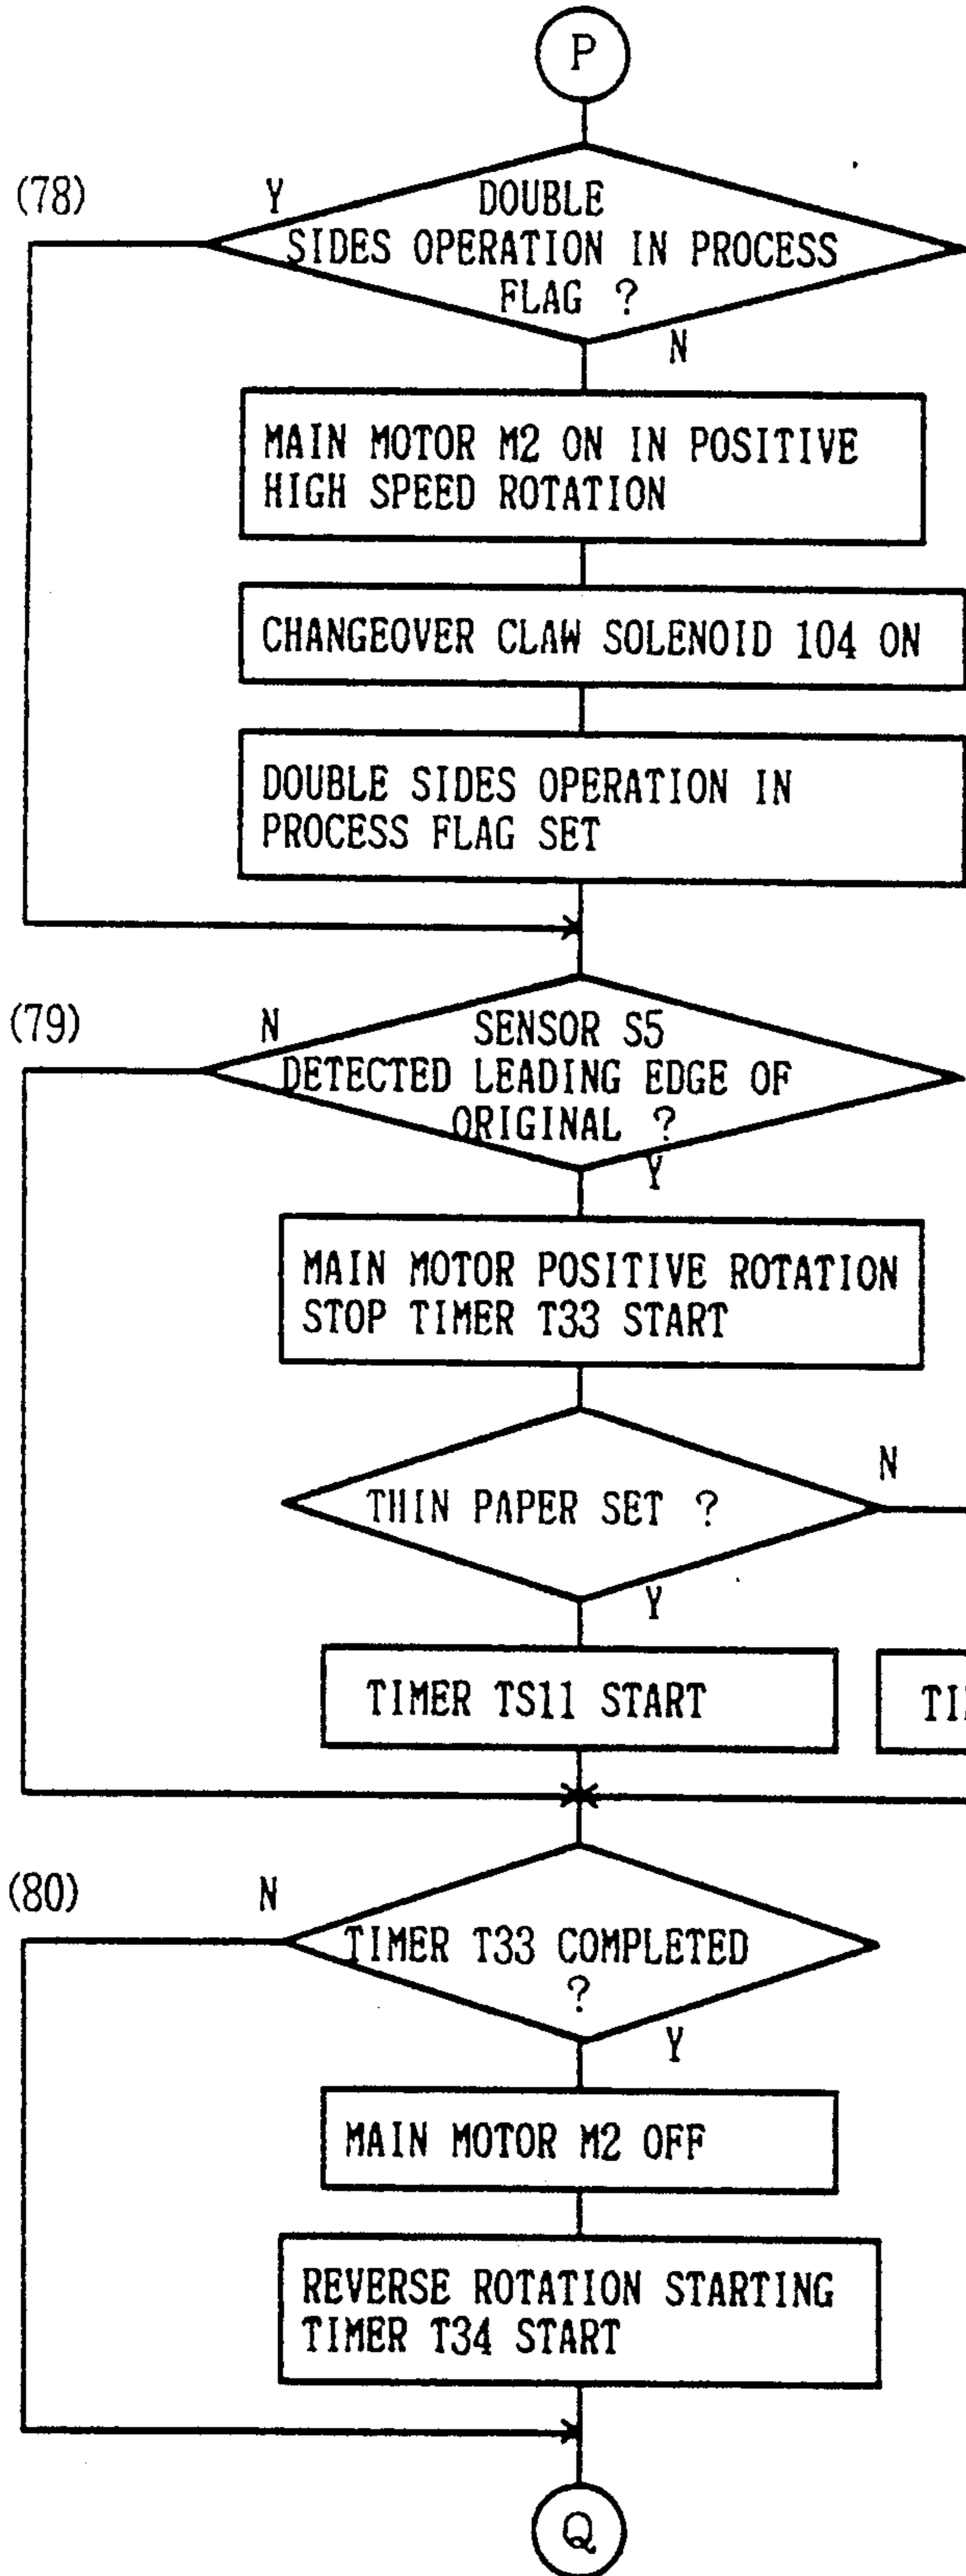 P
(78)
Y
DOUBLE
SIDES OPERATION IN PROCESS
FLAG ?
N
MAIN MOTOR M2 ON IN POSITIVE
HIGH SPEED ROTATION
CHANGEOVER CLAW SOLENOID 104 ON
DOUBLE SIDES OPERATION IN
PROCESS FLAG SET
(79)
N
SENSOR S5
DETECTED LEADING EDGE OF
ORIGINAL ?
Y
MAIN MOTOR POSITIVE ROTATION
STOP TIMER T33 START
N
THIN PAPER SET ?
Y
TIMER TS11 START
(80)
N
TIMER T33 COMPLETED
?
Y
MAIN MOTOR M2 OFF
REVERSE ROTATION STARTING
TIMER T34 START
Q